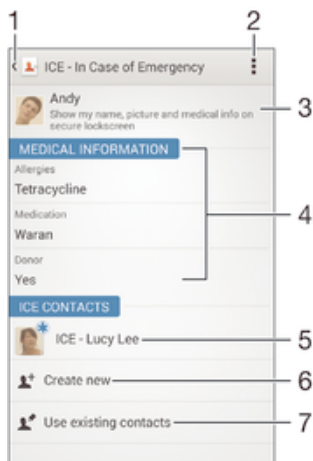 1
2
ICE - In Case of Emergency
Andy
Show my name, picture and medical info on
secure lockscreen
3
MEDICAL INFORMATION
Allergies
Tetracycline
4
Medication
Waran
Donor
Yes
ICE CONTACTS
ICE - Lucy Lee
5
Create new
6
Use existing contacts
7